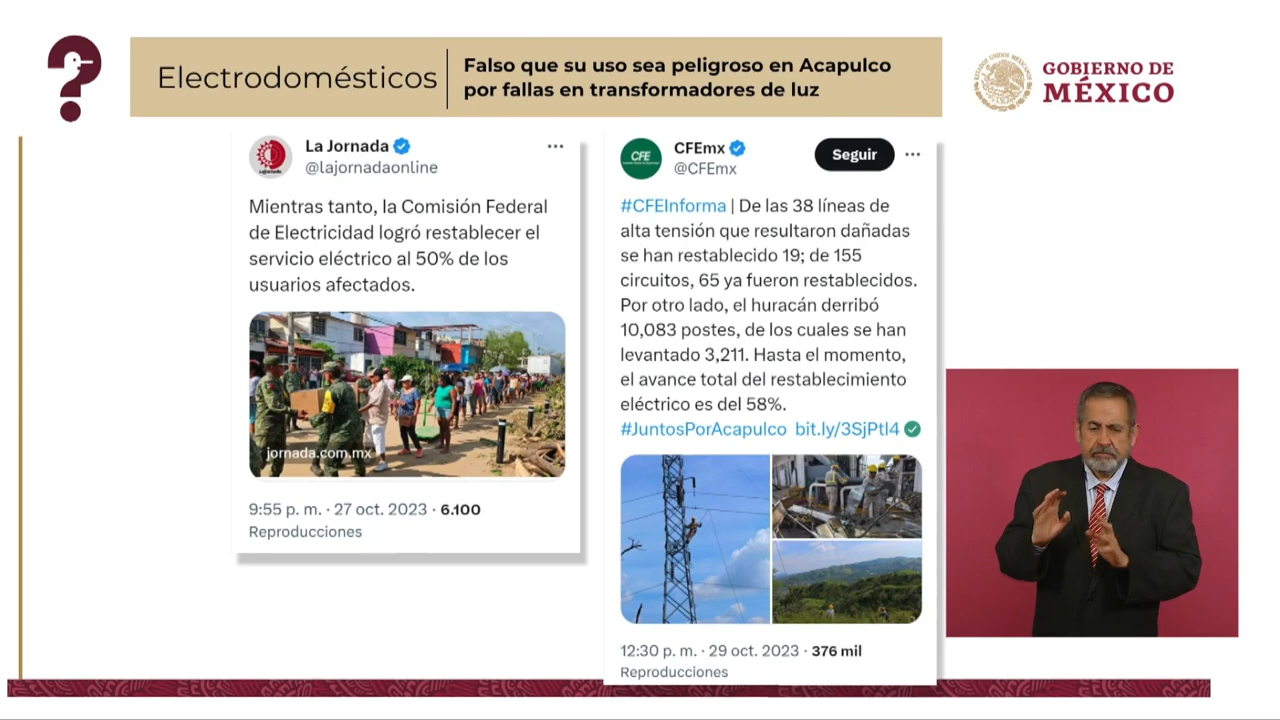 Electrodomésticos
Falso que su uso sea peligroso en Acapulco
por fallas en transformadores de luz
GOBIERNO DE
MÉXICO
La Jornada
@lajornadaonline
Mientras tanto, la Comisión Federal
de Electricidad logró restablecer el
servicio eléctrico al 50% de los
usuarios afectados.
jornada.com.mx
9:55 p. m. · 27 oct. 2023 · 6.100
Reproducciones
CFE
CFEmx
@CFEmx
Seguir
#CFEInforma | De las 38 líneas de
alta tensión que resultaron dañadas
se han restablecido 19; de 155
circuitos, 65 ya fueron restablecidos.
Por otro lado, el huracán derribó
10,083 postes, de los cuales se han
levantado 3,211. Hasta el momento,
el avance total del restablecimiento
eléctrico es del 58%.
#JuntosPorAcapulco bit.ly/3SjPtl4
12:30 p. m. · 29 oct. 2023 · 376 mil
Reproducciones